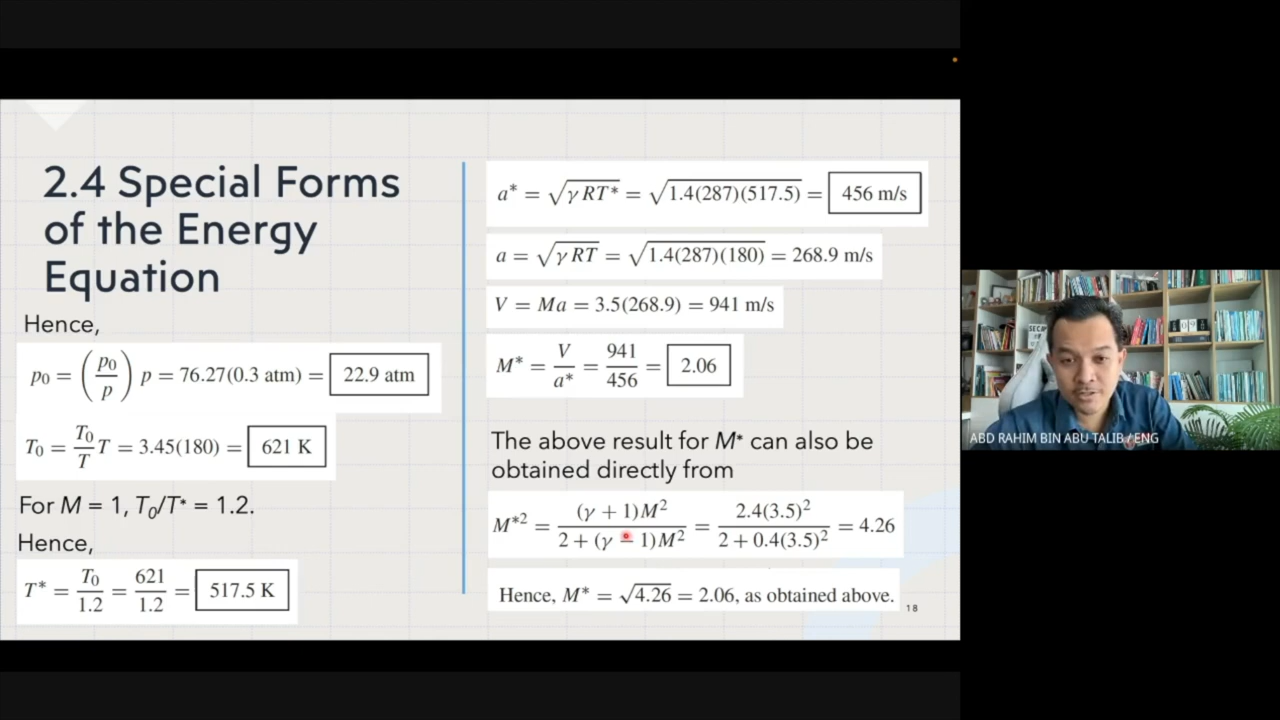 2.4 Special Forms
of the Energy
Equation
Hence,
p₀ = (p₀/p) p = 76.27(0.3 atm) = 22.9 atm
T₀ = T₀/T T = 3.45(180) = 621 K
For M = 1, T₀/T* = 1.2.
Hence,
T* = T₀/1.2 = 621/1.2 = 517.5 K
a* = √(γRT*) = √(1.4(287)(517.5)) = 456 m/s
a = √(γRT) = √(1.4(287)(180)) = 268.9 m/s
V = Ma = 3.5(268.9) = 941 m/s
M* = V/a* = 941/456 = 2.06
The above result for M* can also be
obtained directly from
M*² = (γ + 1)M²/(2 + (γ − 1)M²) = 2.4(3.5)²/(2 + 0.4(3.5)²) = 4.26
Hence, M* = √4.26 = 2.06, as obtained above.
18
ABD RAHIM BIN ABU TALIB / ENG